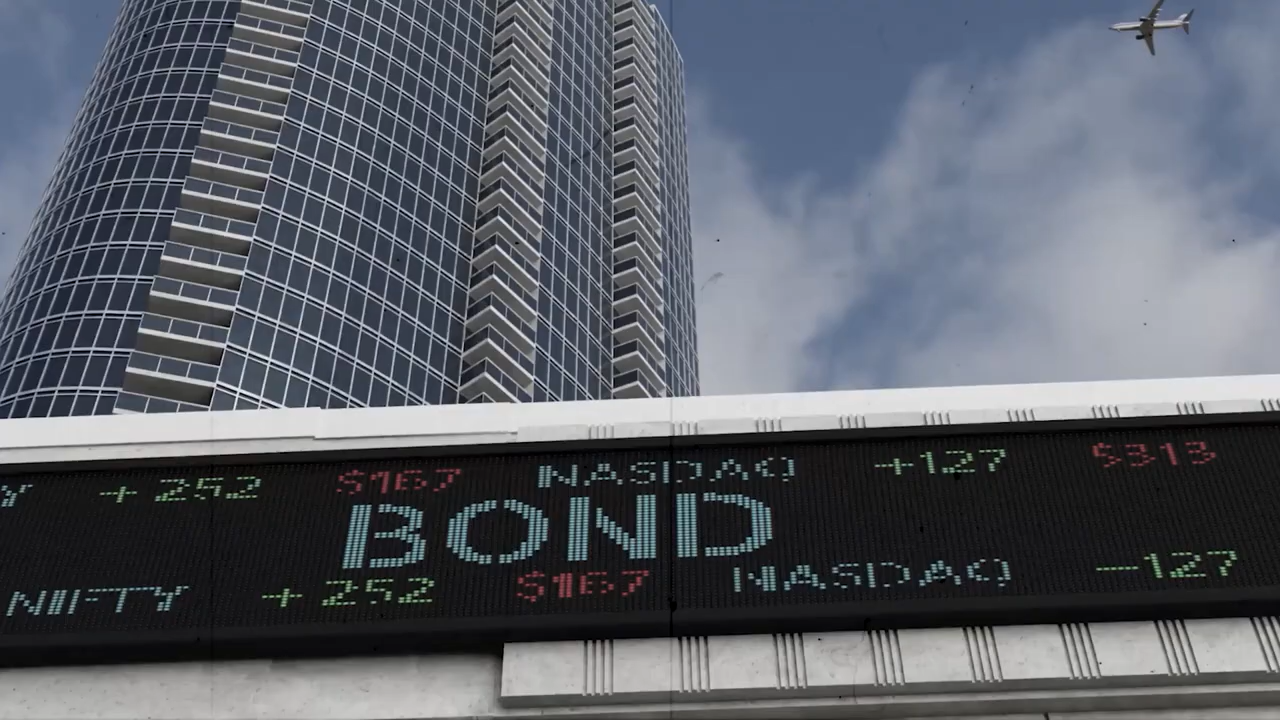 Y + 252 $167 NASDAQ +127 $313
BOND
NIFTY + 252 $167 NASDAQ -127